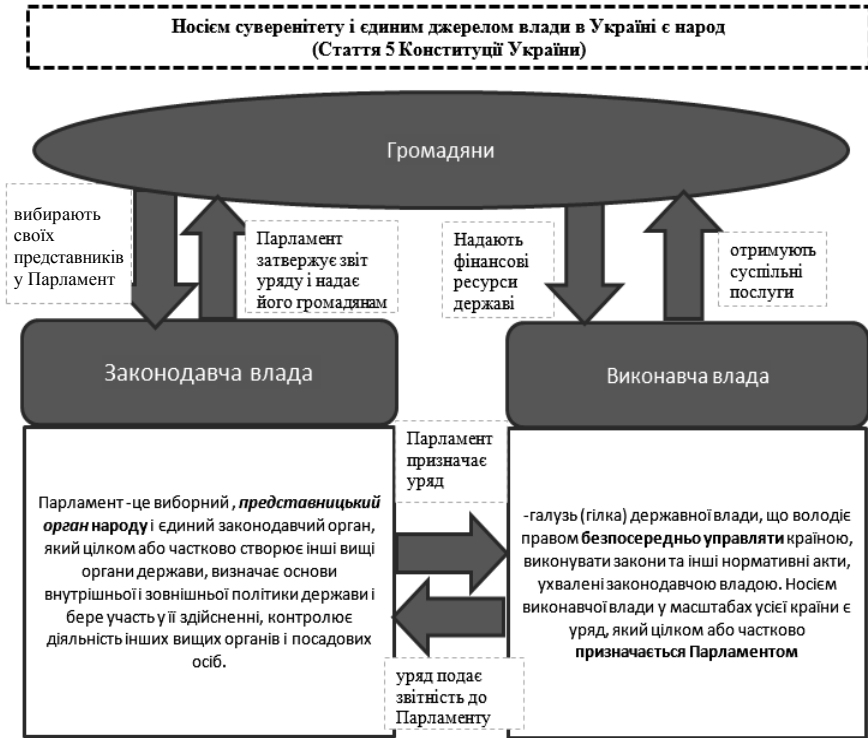 Носієм суверенітету і єдиним джерелом влади в Україні є народ
(Стаття 5 Конституції України)
Громадяни
вибирають
своїх
представників
у Парламент
Парламент
затвержує звіт
уряду і надає
його громадянам
Надають
фінансові
ресурси
державі
отримують
суспільні
послуги
Законодавча влада
Виконавча влада
Парламент -це виборний , представницький
орган народу і єдиний законодавчий орган,
який цілком або частково створює інші вищі
органи держави, визначає основи
внутрішньої і зовнішньої політики держави і
бере участь у її здійсненні, контролює
діяльність інших вищих органів і посадових
осіб.
Парламент
призначає
уряд
уряд подає
звітність до
Парламенту
-галузь (гілка) державної влади, що володіє
правом безпосередньо управляти країною,
виконувати закони та інші нормативні акти,
ухвалені законодавчою владою. Носієм
виконавчої влади у масштабах усієї країни є
уряд, який цілком або частково
призначається Парламентом